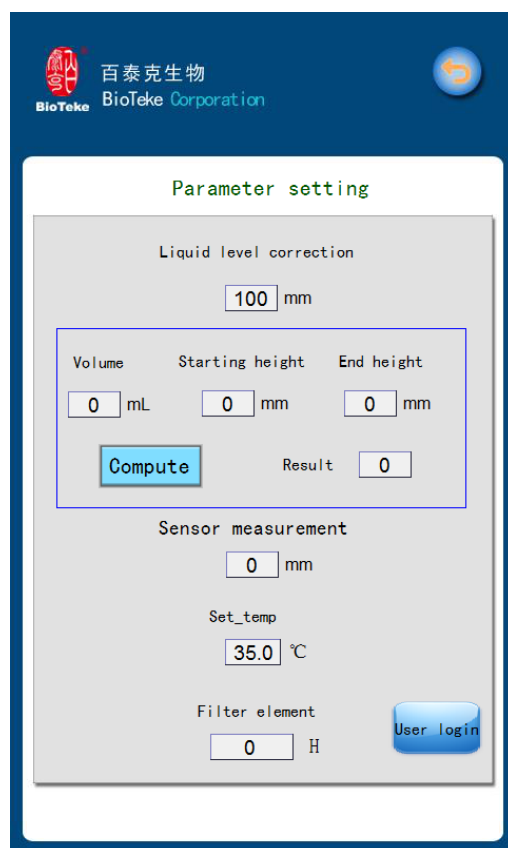 百泰克生物
BioTeke
BioTeke Corporation
Parameter setting
Liquid level correction
100 mm
Volume Starting height End height
0 mL 0 mm 0 mm
Compute Result 0
Sensor measurement
0 mm
Set_temp
35.0 ℃
Filter element
0 H
User login